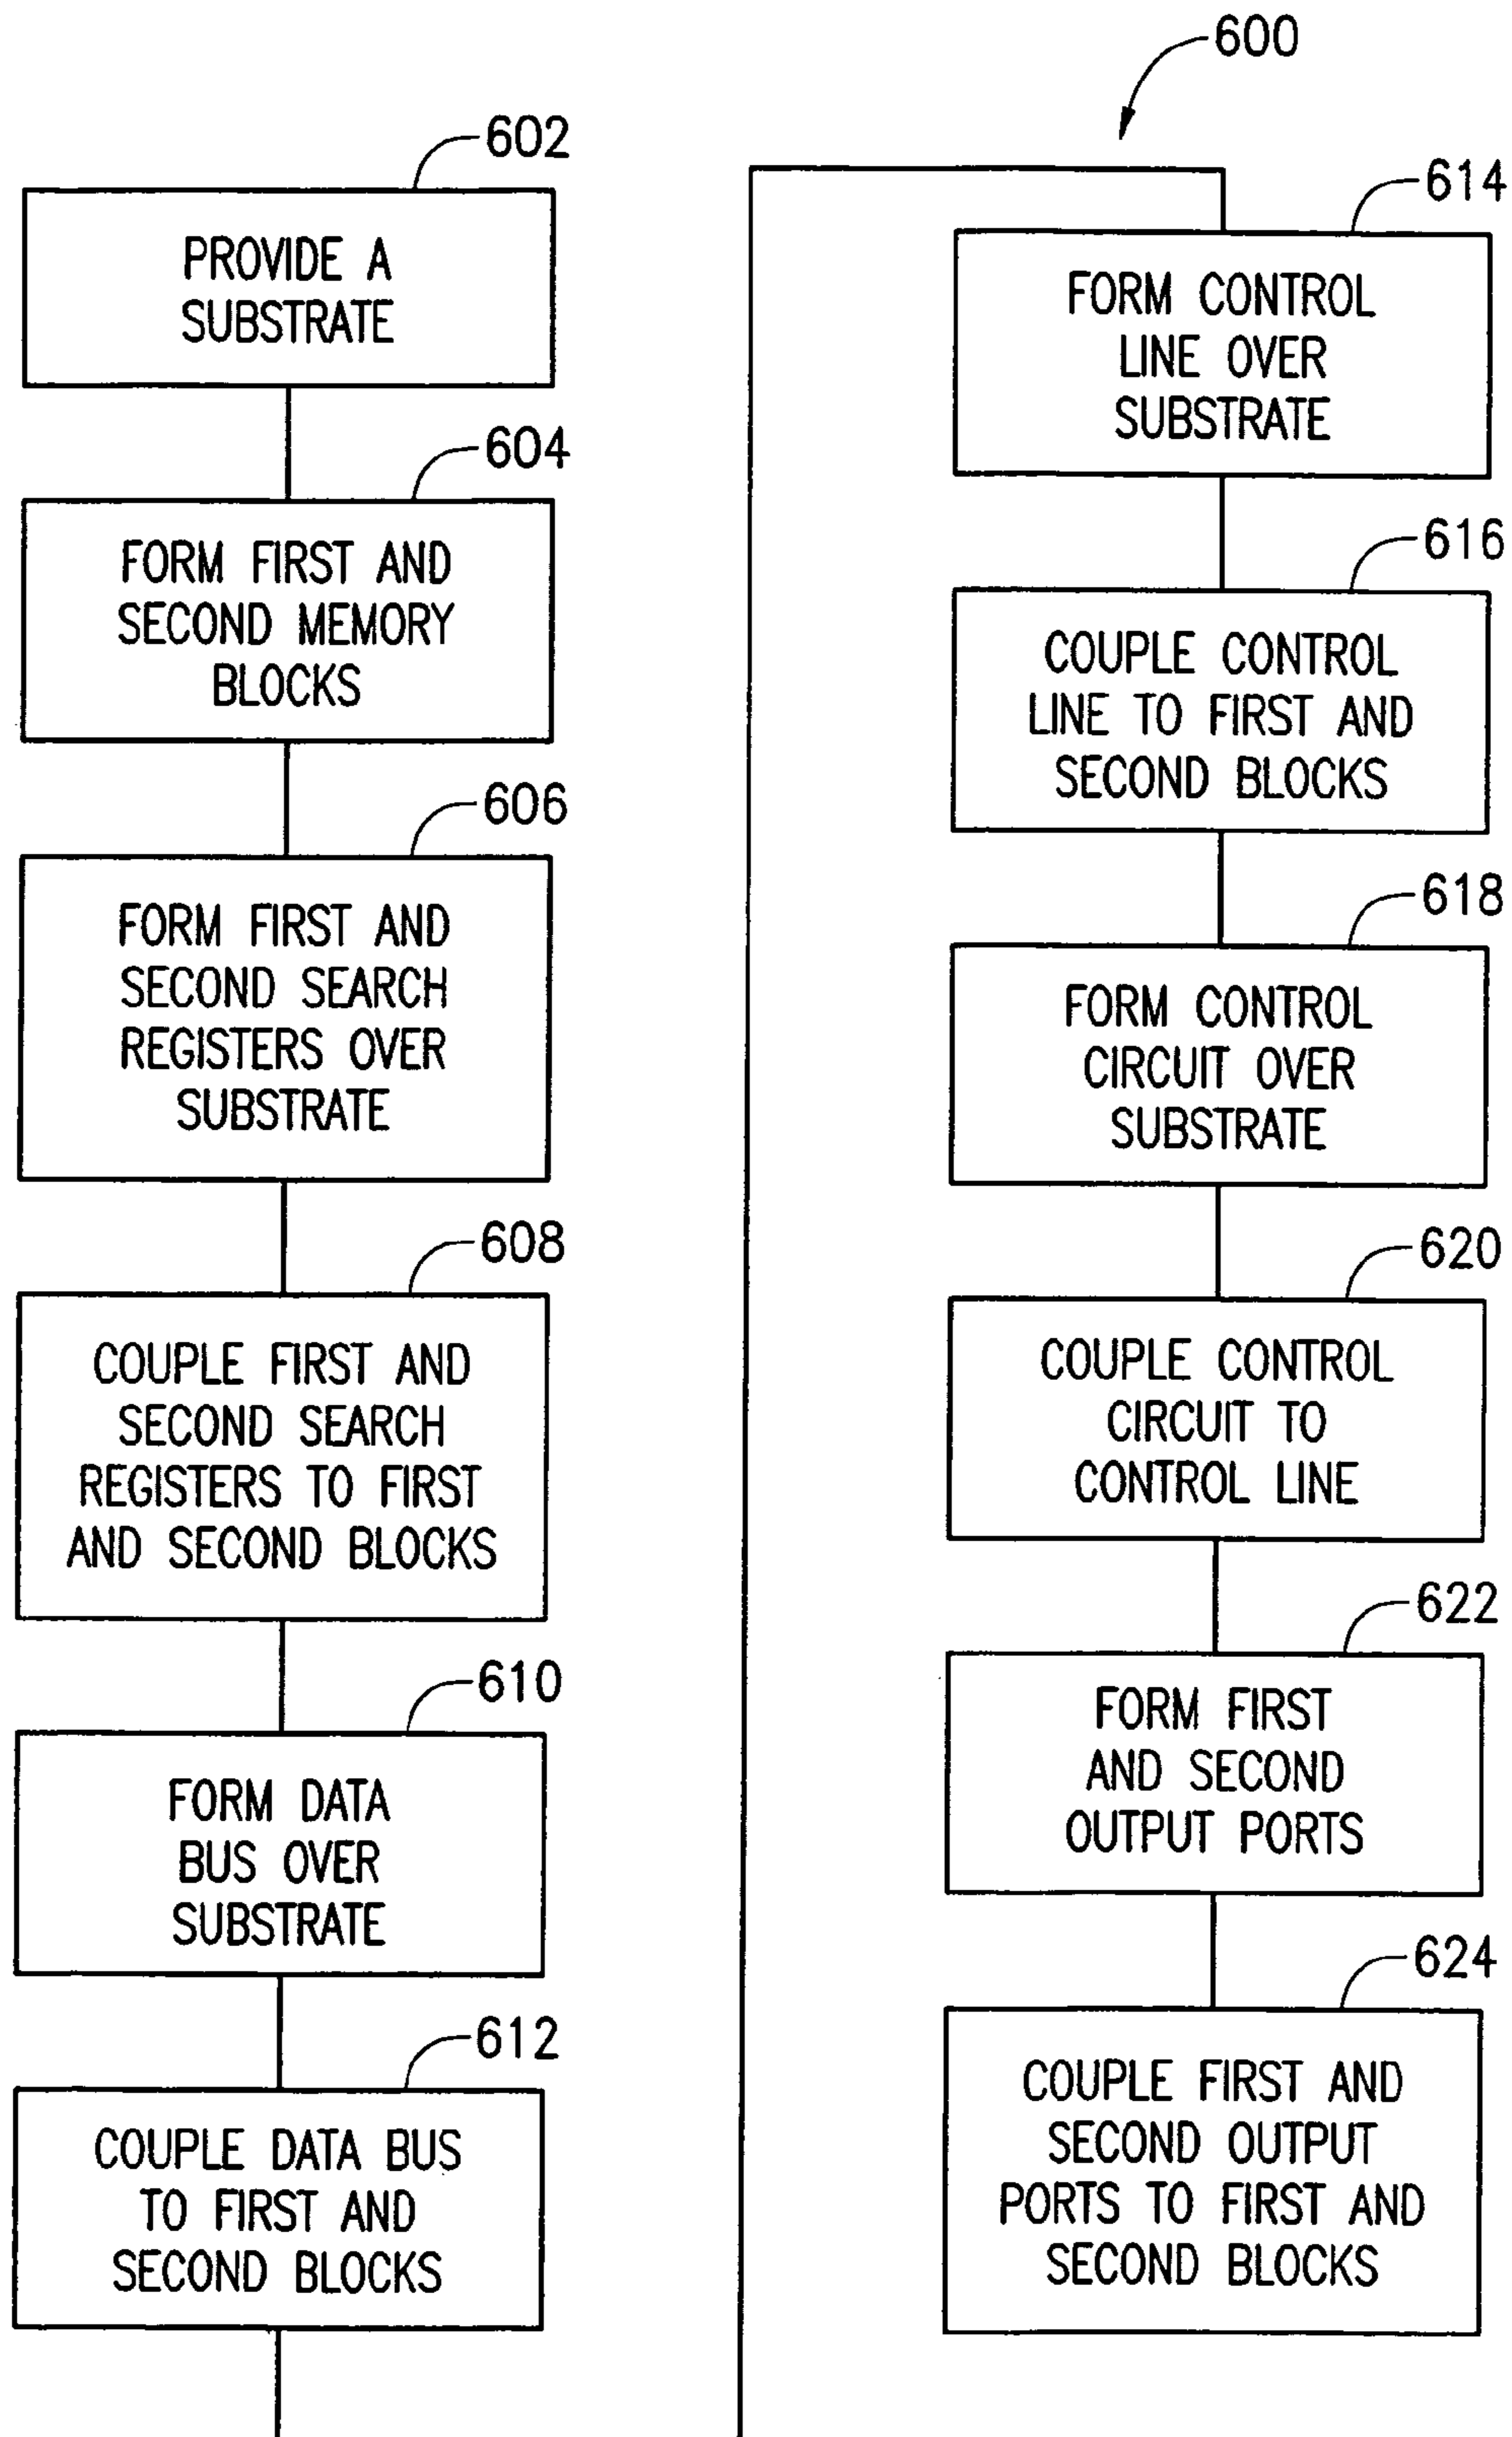 600
602
PROVIDE A
SUBSTRATE
604
FORM FIRST AND
SECOND MEMORY
BLOCKS
606
FORM FIRST AND
SECOND SEARCH
REGISTERS OVER
SUBSTRATE
608
COUPLE FIRST AND
SECOND SEARCH
REGISTERS TO FIRST
AND SECOND BLOCKS
610
FORM DATA
BUS OVER
SUBSTRATE
612
COUPLE DATA BUS
TO FIRST AND
SECOND BLOCKS
614
FORM CONTROL
LINE OVER
SUBSTRATE
616
COUPLE CONTROL
LINE TO FIRST AND
SECOND BLOCKS
618
FORM CONTROL
CIRCUIT OVER
SUBSTRATE
620
COUPLE CONTROL
CIRCUIT TO
CONTROL LINE
622
FORM FIRST
AND SECOND
OUTPUT PORTS
624
COUPLE FIRST AND
SECOND OUTPUT
PORTS TO FIRST AND
SECOND BLOCKS